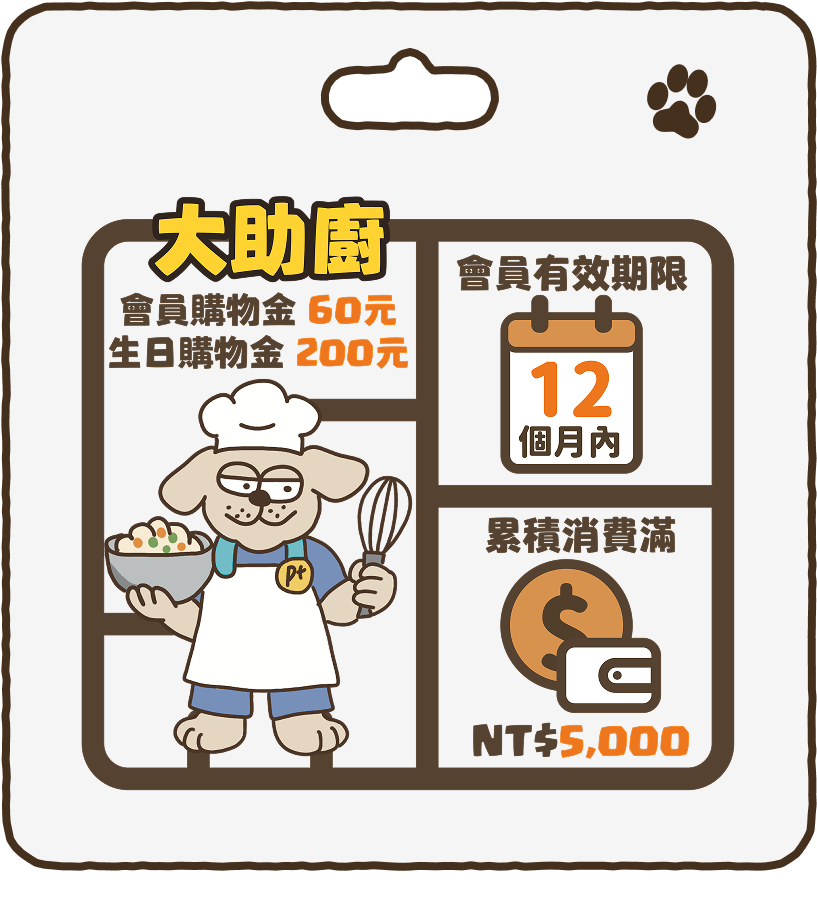 大助廚
會員購物金 60元
生日購物金 200元
pt
會員有效期限
12
個月內
累積消費滿
$
NT$5,000